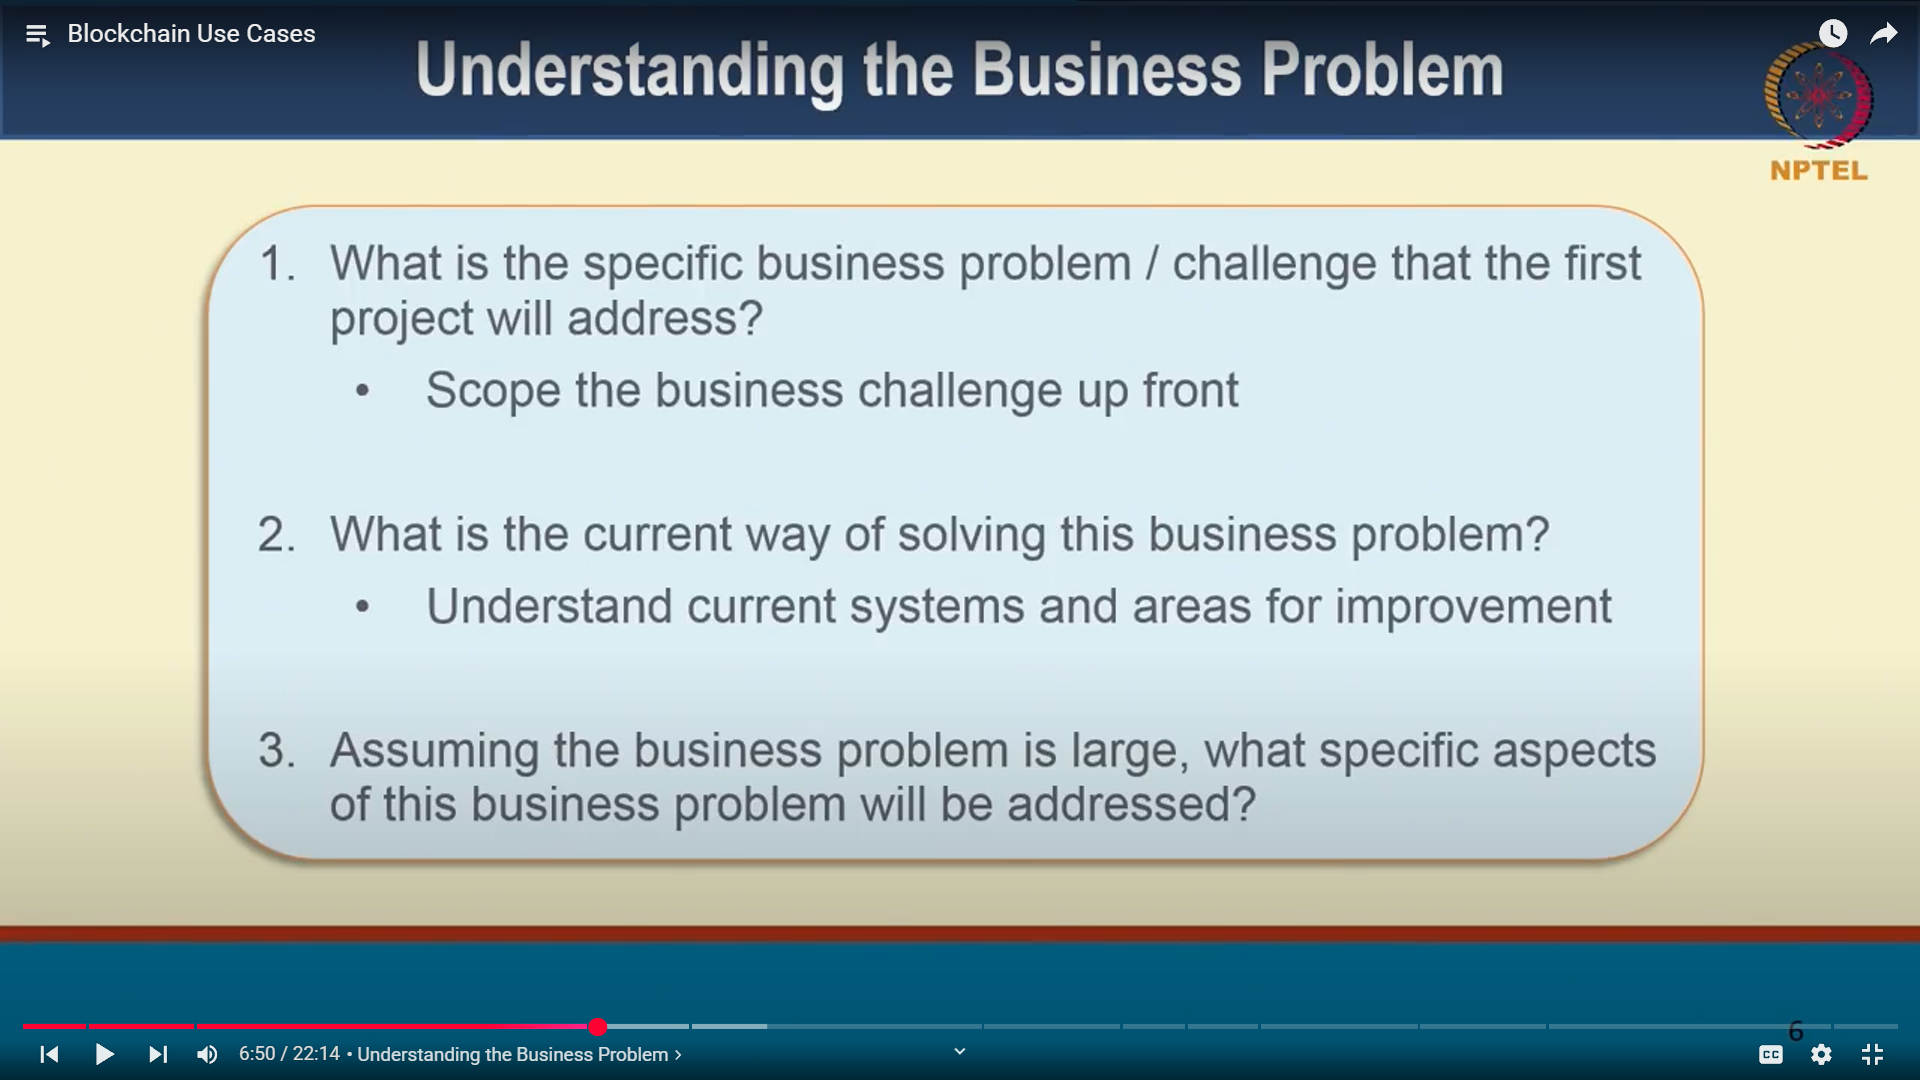 Blockchain Use Cases
Understanding the Business Problem
NPTEL
1. What is the specific business problem / challenge that the first
project will address?
• Scope the business challenge up front
2. What is the current way of solving this business problem?
• Understand current systems and areas for improvement
3. Assuming the business problem is large, what specific aspects
of this business problem will be addressed?
6
6:50 / 22:14 • Understanding the Business Problem ›
CC